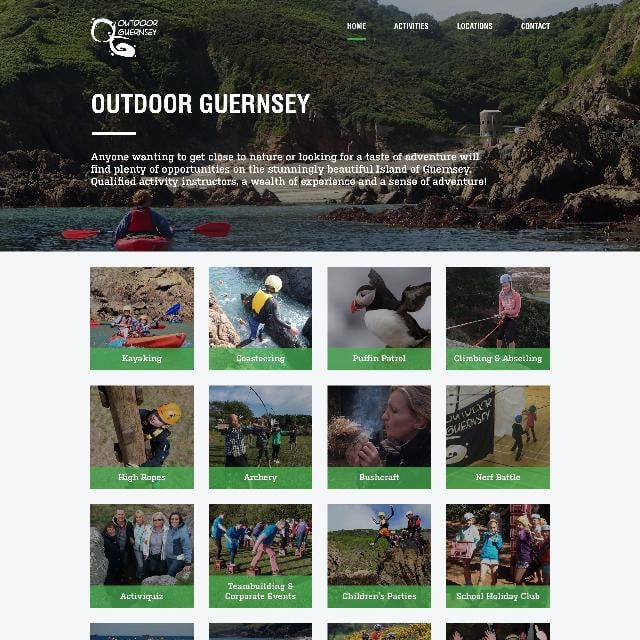 OUTDOOR
GUERNSEY
HOME
ACTIVITIES
LOCATIONS
CONTACT
OUTDOOR GUERNSEY
Anyone wanting to get close to nature or looking for a taste of adventure will
find plenty of opportunities on the stunningly beautiful Island of Guernsey.
Qualified activity instructors, a wealth of experience and a sense of adventure!
Kayaking
Coasteering
Puffin Patrol
Climbing & Abseiling
High Ropes
Archery
Bushcraft
OUTDOOR
GUERNSEY
Nerf Battle
Activiquiz
Teambuilding &
Corporate Events
Children's Parties
School Holiday Club